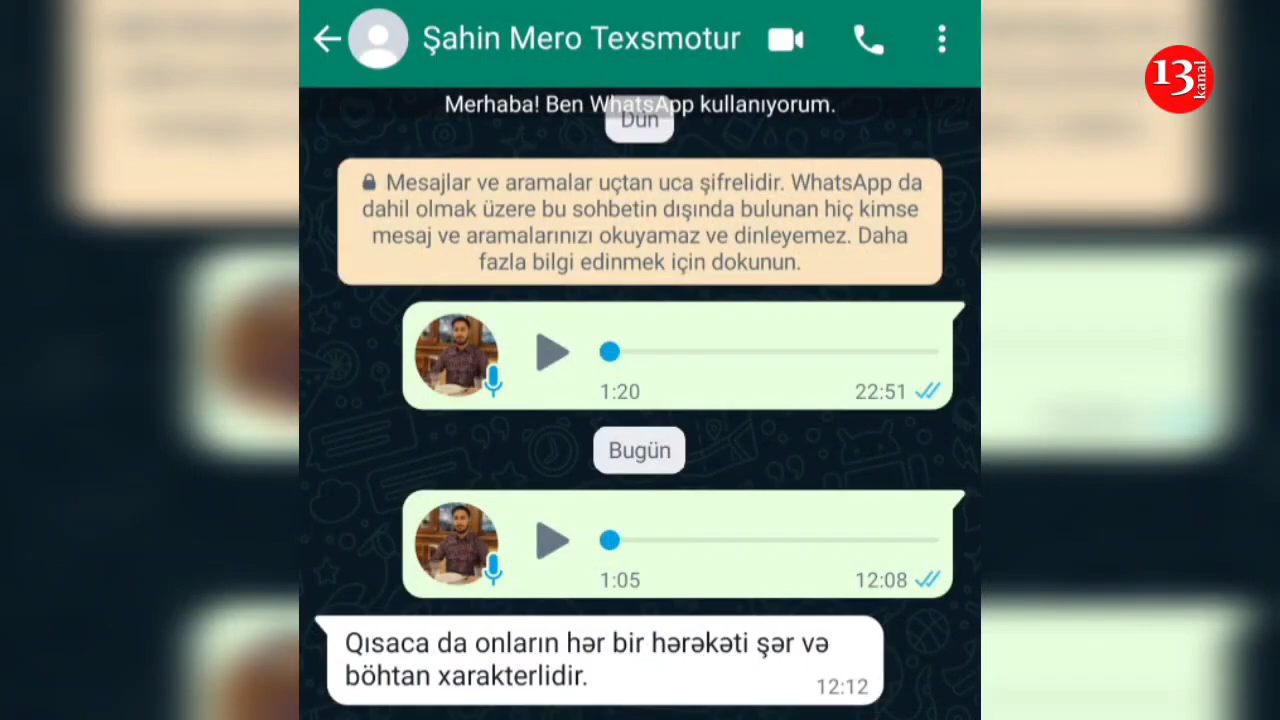 Şahin Mero Texsmotur
13 kanal
Merhaba! Ben WhatsApp kullanıyorum.
Dün
Mesajlar ve aramalar uçtan uca şifrelidir. WhatsApp da
dahil olmak üzere bu sohbetin dışında bulunan hiç kimse
mesaj ve aramalarınızı okuyamaz ve dinleyemez. Daha
fazla bilgi edinmek için dokunun.
1:20 22:51
Bugün
1:05 12:08
Qısaca da onların hər bir hərəkəti şər və
böhtan xarakterlidir.
12:12